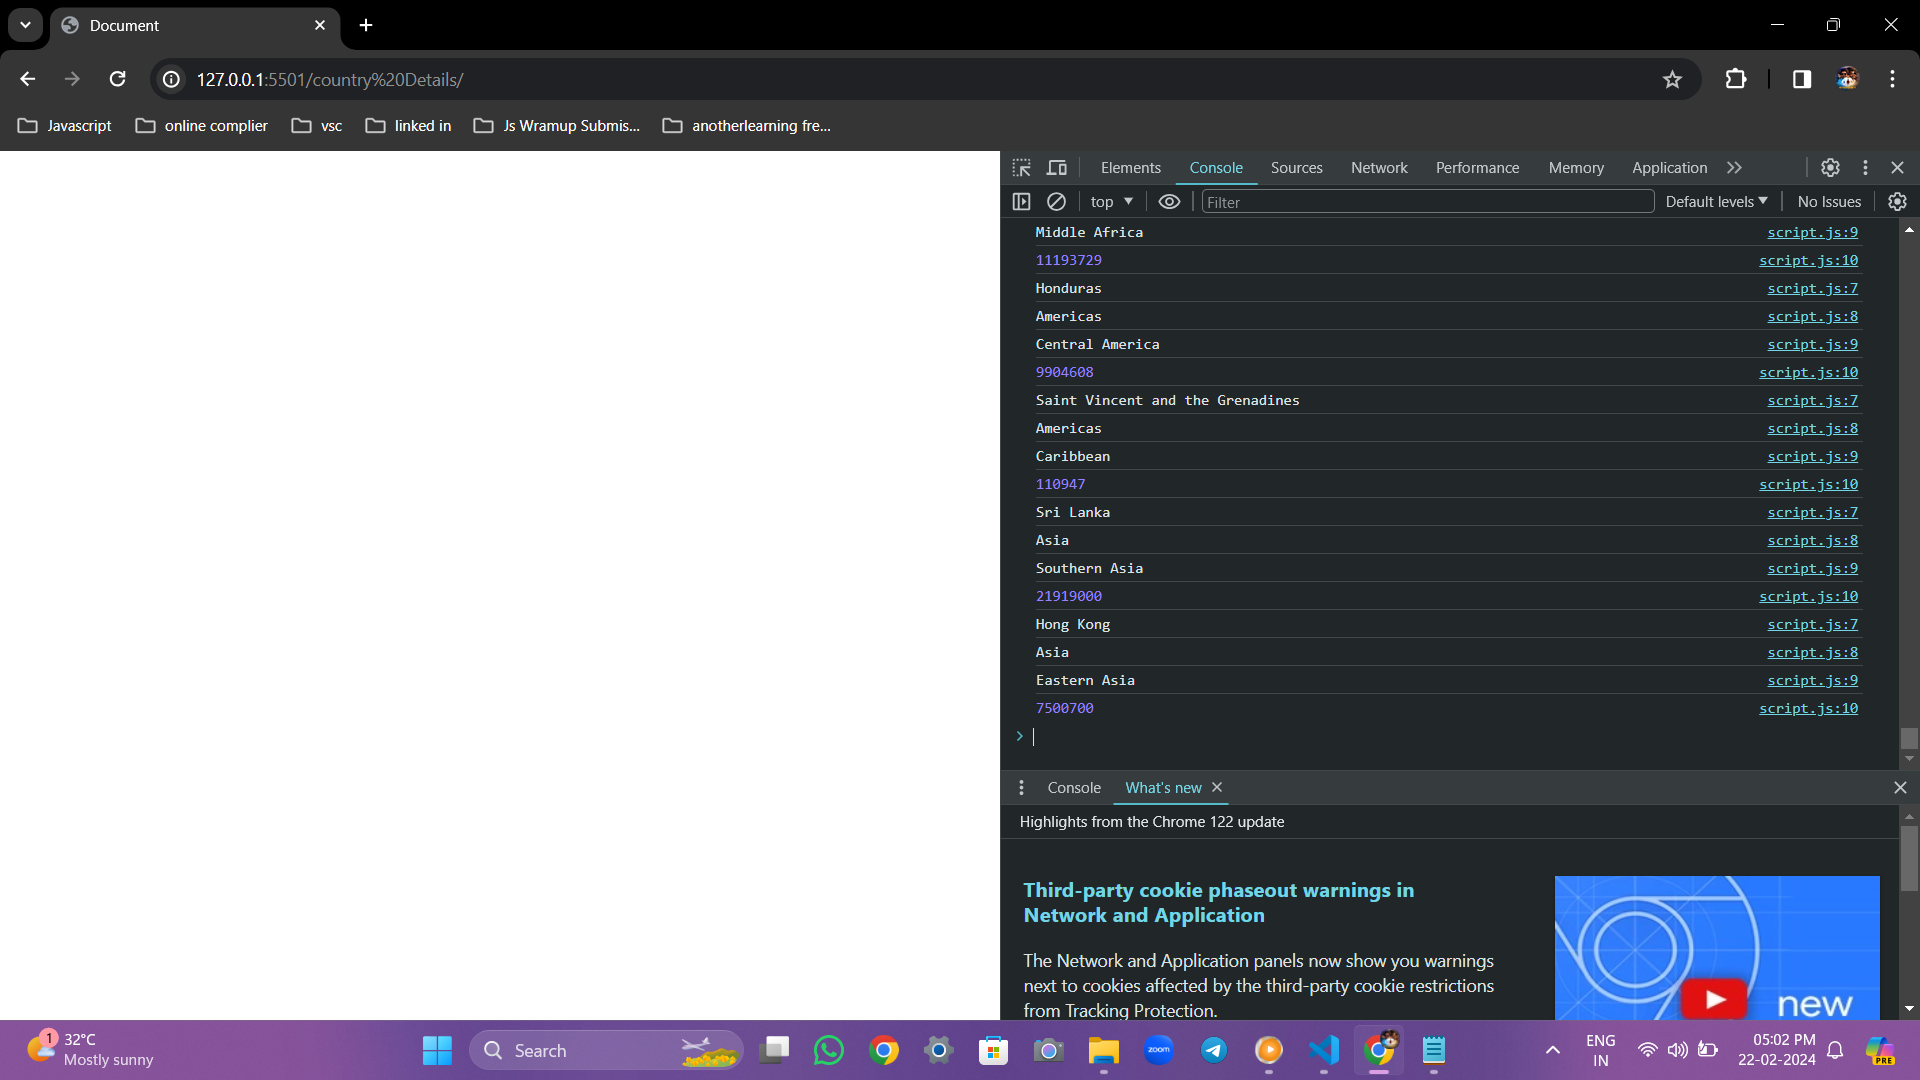 Document
127.0.0.1:5501/country%20Details/
Javascript online complier vsc linked in Js Wramup Submis... anotherlearning fre...
Elements Console Sources Network Performance Memory Application
top Filter Default levels No Issues
Middle Africa script.js:9
11193729 script.js:10
Honduras script.js:7
Americas script.js:8
Central America script.js:9
9904608 script.js:10
Saint Vincent and the Grenadines script.js:7
Americas script.js:8
Caribbean script.js:9
110947 script.js:10
Sri Lanka script.js:7
Asia script.js:8
Southern Asia script.js:9
21919000 script.js:10
Hong Kong script.js:7
Asia script.js:8
Eastern Asia script.js:9
7500700 script.js:10
Console What's new
Highlights from the Chrome 122 update
Third-party cookie phaseout warnings in
Network and Application
The Network and Application panels now show you warnings
next to cookies affected by the third-party cookie restrictions
from Tracking Protection.
new
1 32°C
Mostly sunny
Search
zoom
ENG
IN
05:02 PM
22-02-2024
PRE